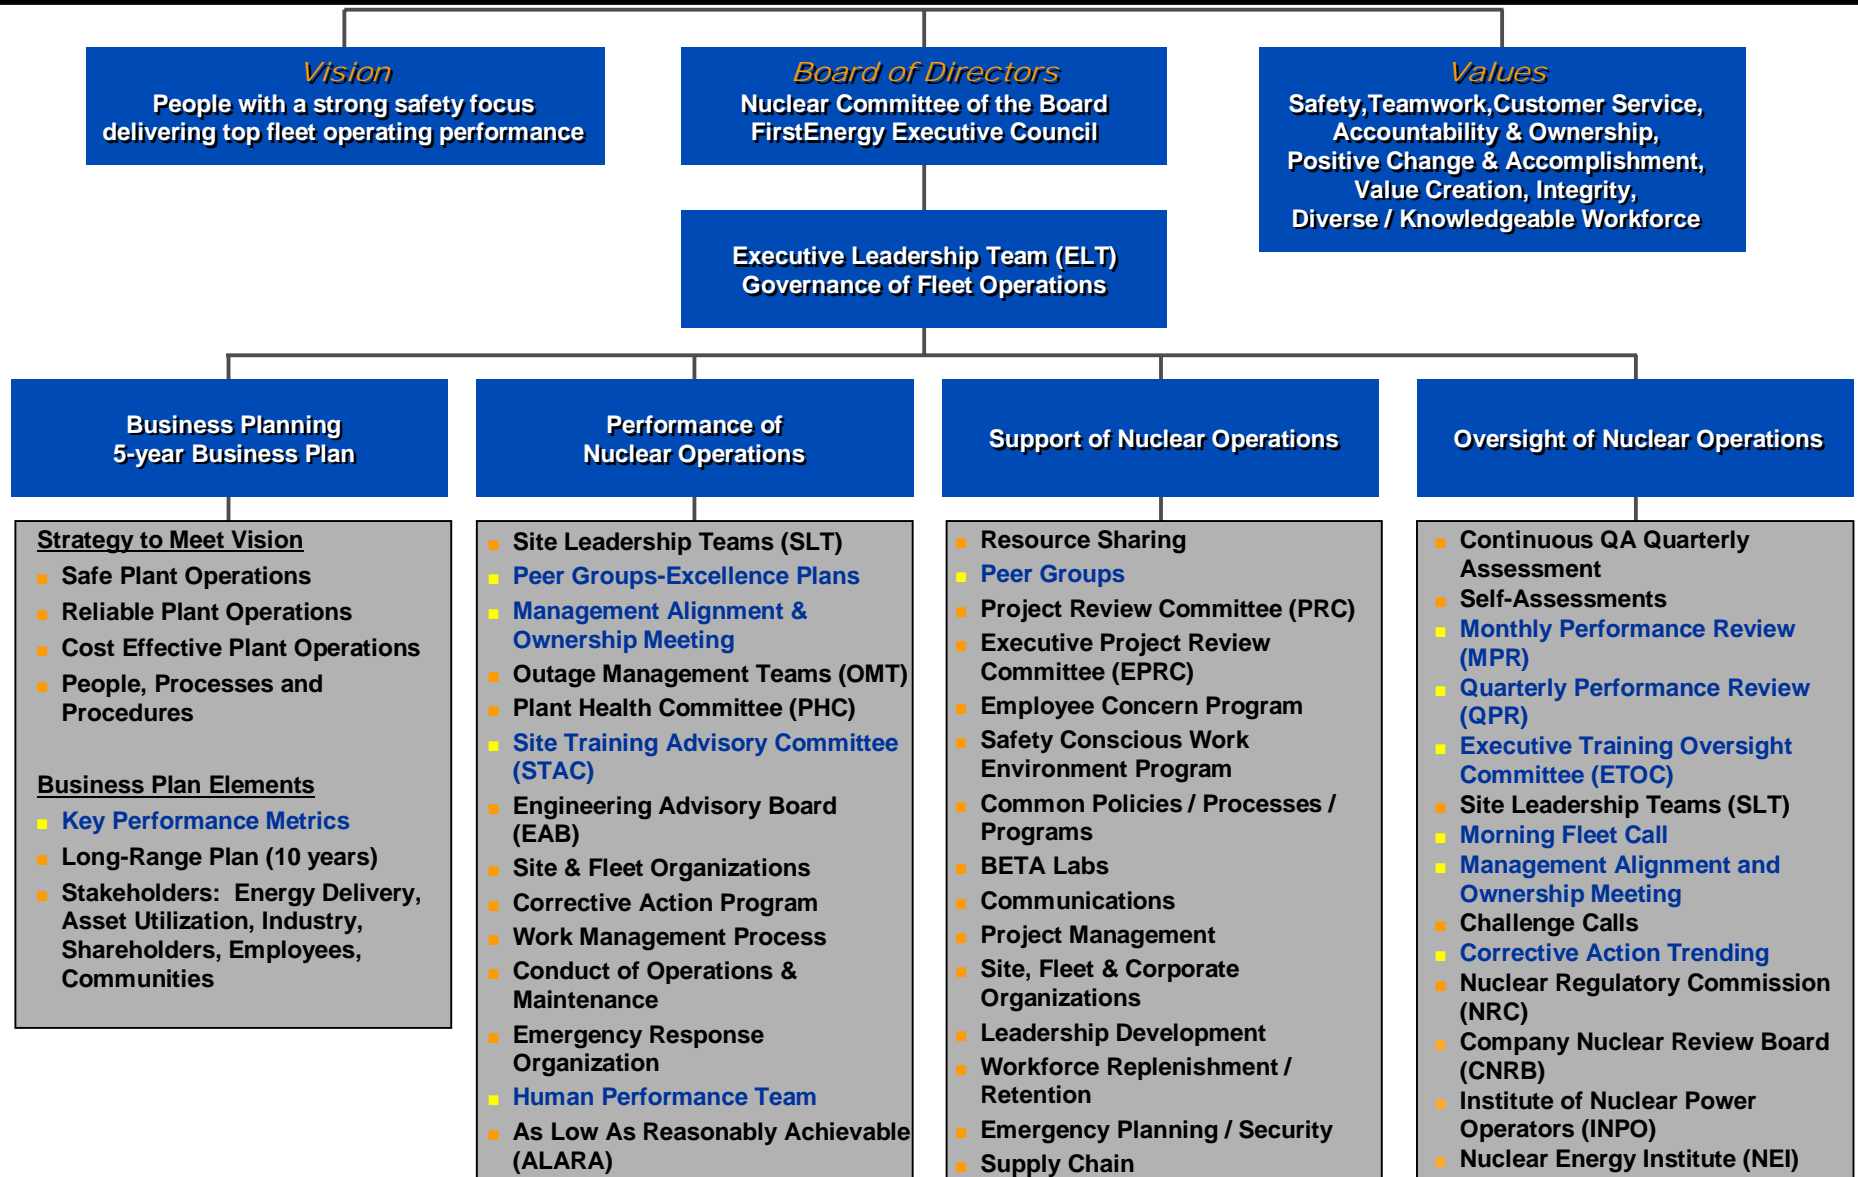 Vision
People with a strong safety focus
delivering top fleet operating performance
Board of Directors
Nuclear Committee of the Board
FirstEnergy Executive Council
Values
Safety,Teamwork,Customer Service,
Accountability & Ownership,
Positive Change & Accomplishment,
Value Creation, Integrity,
Diverse / Knowledgeable Workforce
Executive Leadership Team (ELT)
Governance of Fleet Operations
Business Planning
5-year Business Plan
Performance of
Nuclear Operations
Support of Nuclear Operations
Oversight of Nuclear Operations
Strategy to Meet Vision
Safe Plant Operations
Reliable Plant Operations
Cost Effective Plant Operations
People, Processes and
Procedures
Business Plan Elements
Key Performance Metrics
Long-Range Plan (10 years)
Stakeholders: Energy Delivery,
Asset Utilization, Industry,
Shareholders, Employees,
Communities
Site Leadership Teams (SLT)
Peer Groups-Excellence Plans
Management Alignment &
Ownership Meeting
Outage Management Teams (OMT)
Plant Health Committee (PHC)
Site Training Advisory Committee
(STAC)
Engineering Advisory Board
(EAB)
Site & Fleet Organizations
Corrective Action Program
Work Management Process
Conduct of Operations &
Maintenance
Emergency Response
Organization
Human Performance Team
As Low As Reasonably Achievable
(ALARA)
Resource Sharing
Peer Groups
Project Review Committee (PRC)
Executive Project Review
Committee (EPRC)
Employee Concern Program
Safety Conscious Work
Environment Program
Common Policies / Processes /
Programs
BETA Labs
Communications
Project Management
Site, Fleet & Corporate
Organizations
Leadership Development
Workforce Replenishment /
Retention
Emergency Planning / Security
Supply Chain
Continuous QA Quarterly
Assessment
Self-Assessments
Monthly Performance Review
(MPR)
Quarterly Performance Review
(QPR)
Executive Training Oversight
Committee (ETOC)
Site Leadership Teams (SLT)
Morning Fleet Call
Management Alignment and
Ownership Meeting
Challenge Calls
Corrective Action Trending
Nuclear Regulatory Commission
(NRC)
Company Nuclear Review Board
(CNRB)
Institute of Nuclear Power
Operators (INPO)
Nuclear Energy Institute (NEI)